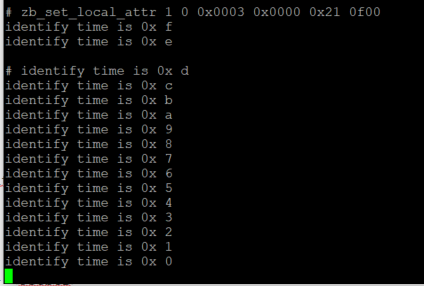 # zb_set_local_attr 1 0 0x0003 0x0000 0x21 0f00
identify time is 0x f
identify time is 0x e
# identify time is 0x d
identify time is 0x c
identify time is 0x b
identify time is 0x a
identify time is 0x 9
identify time is 0x 8
identify time is 0x 7
identify time is 0x 6
identify time is 0x 5
identify time is 0x 4
identify time is 0x 3
identify time is 0x 2
identify time is 0x 1
identify time is 0x 0